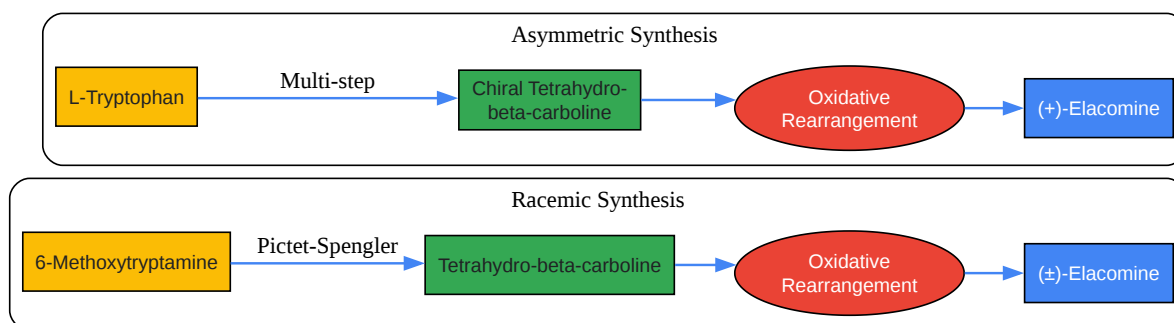 Asymmetric Synthesis
L-Tryptophan
Multi-step
Chiral Tetrahydro-
beta-carboline
Oxidative
Rearrangement
(+)-Elacomine
Racemic Synthesis
6-Methoxytryptamine
Pictet-Spengler
Tetrahydro-beta-carboline
Oxidative
Rearrangement
(±)-Elacomine